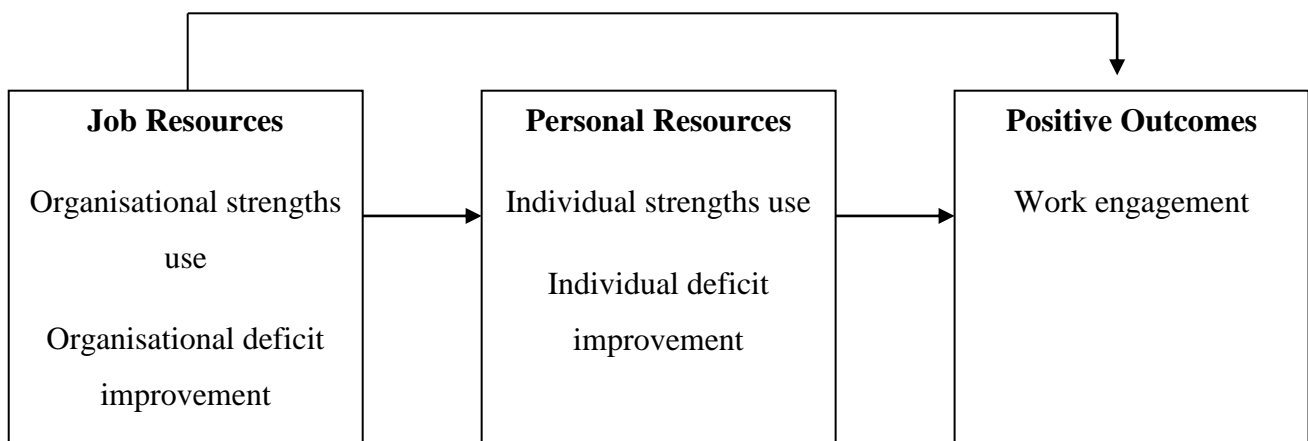 Job Resources
Organisational strengths
use
Organisational deficit
improvement
Personal Resources
Individual strengths use
Individual deficit
improvement
Positive Outcomes
Work engagement